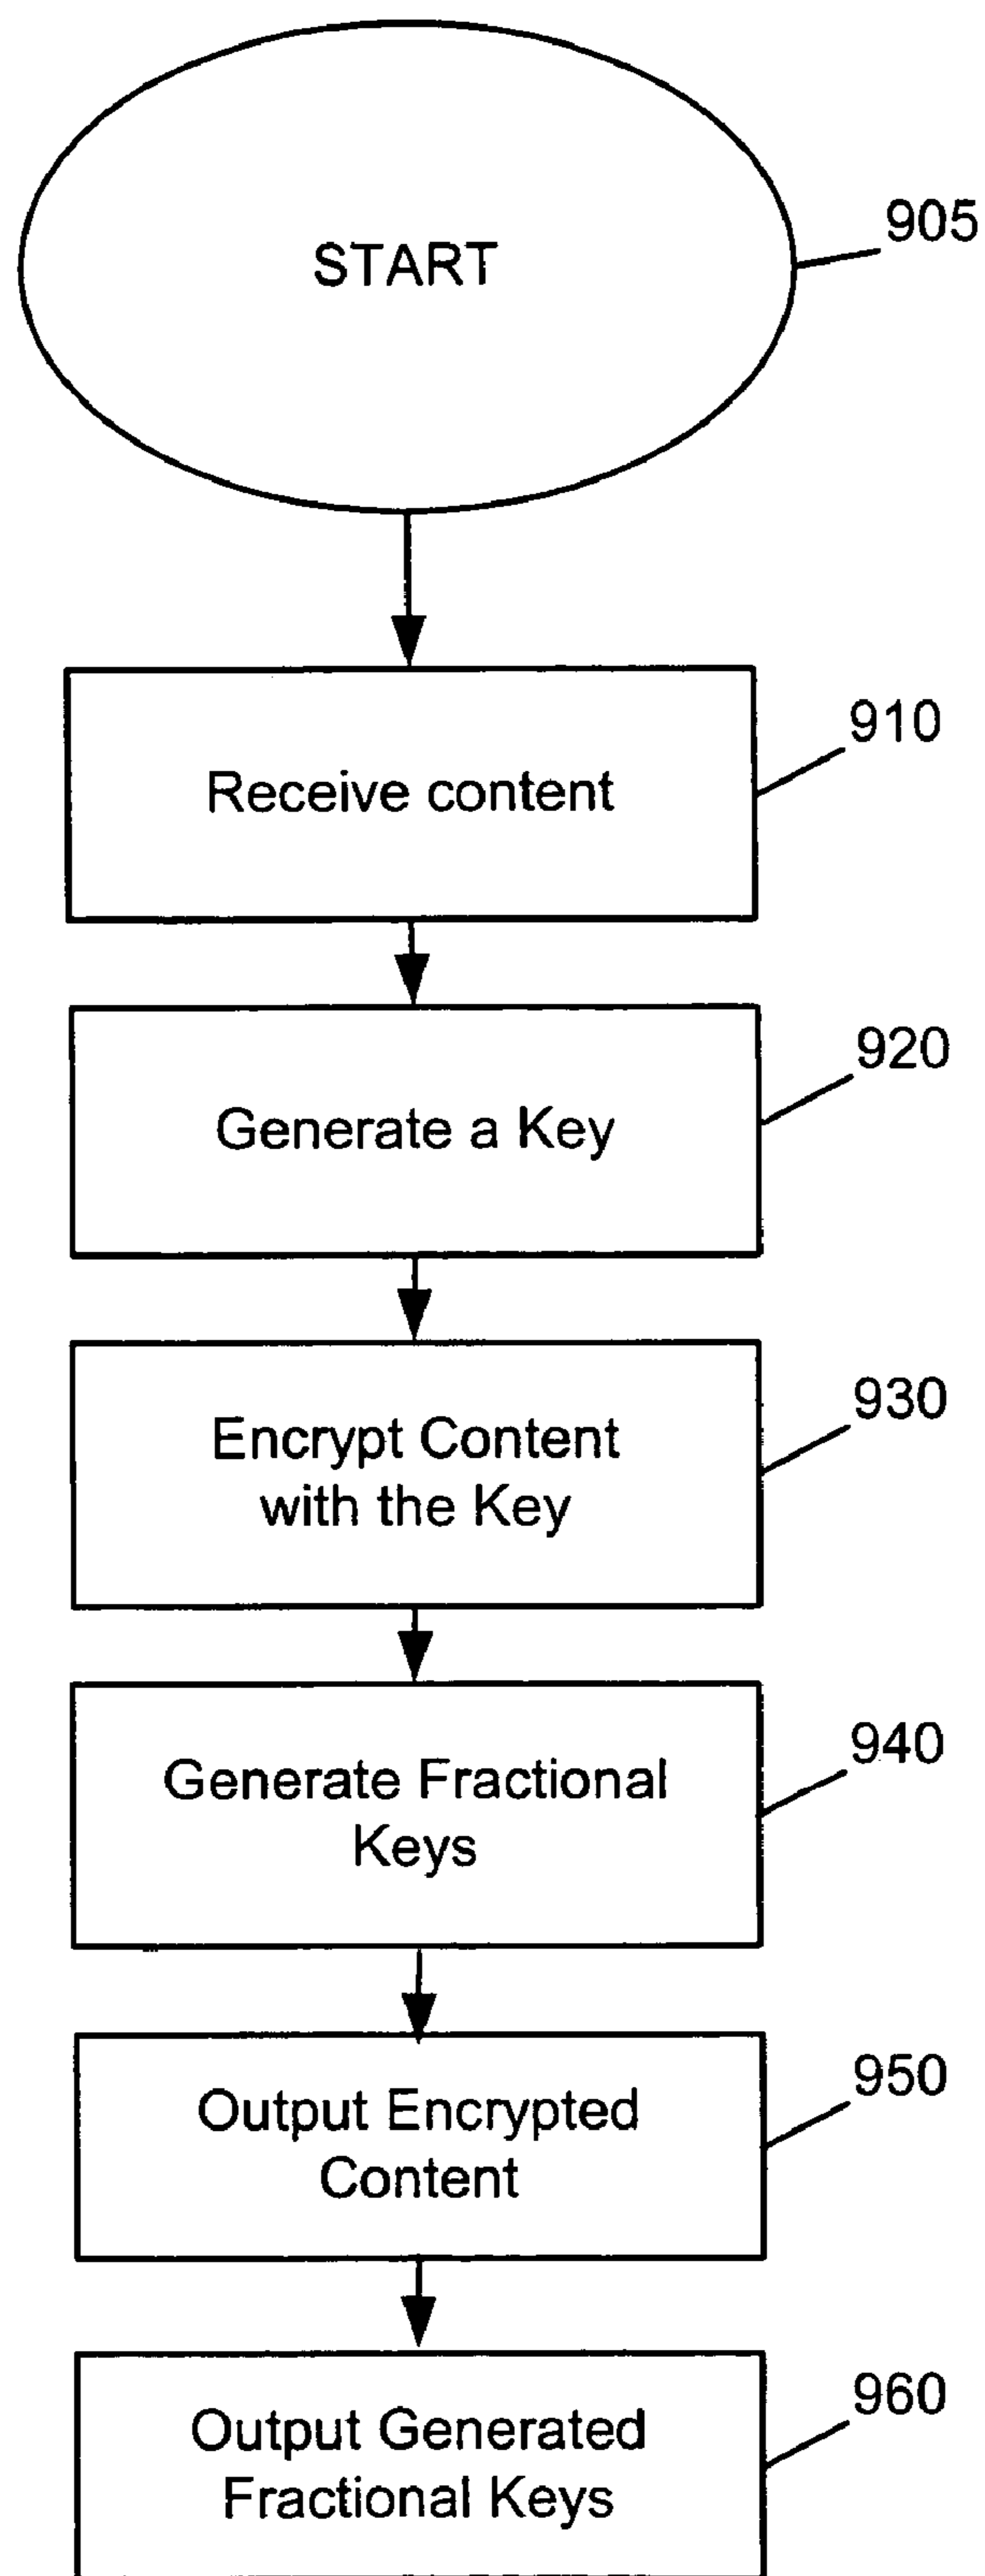 START
905
Receive content
910
Generate a Key
920
Encrypt Content
with the Key
930
Generate Fractional
Keys
940
Output Encrypted
Content
950
Output Generated
Fractional Keys
960